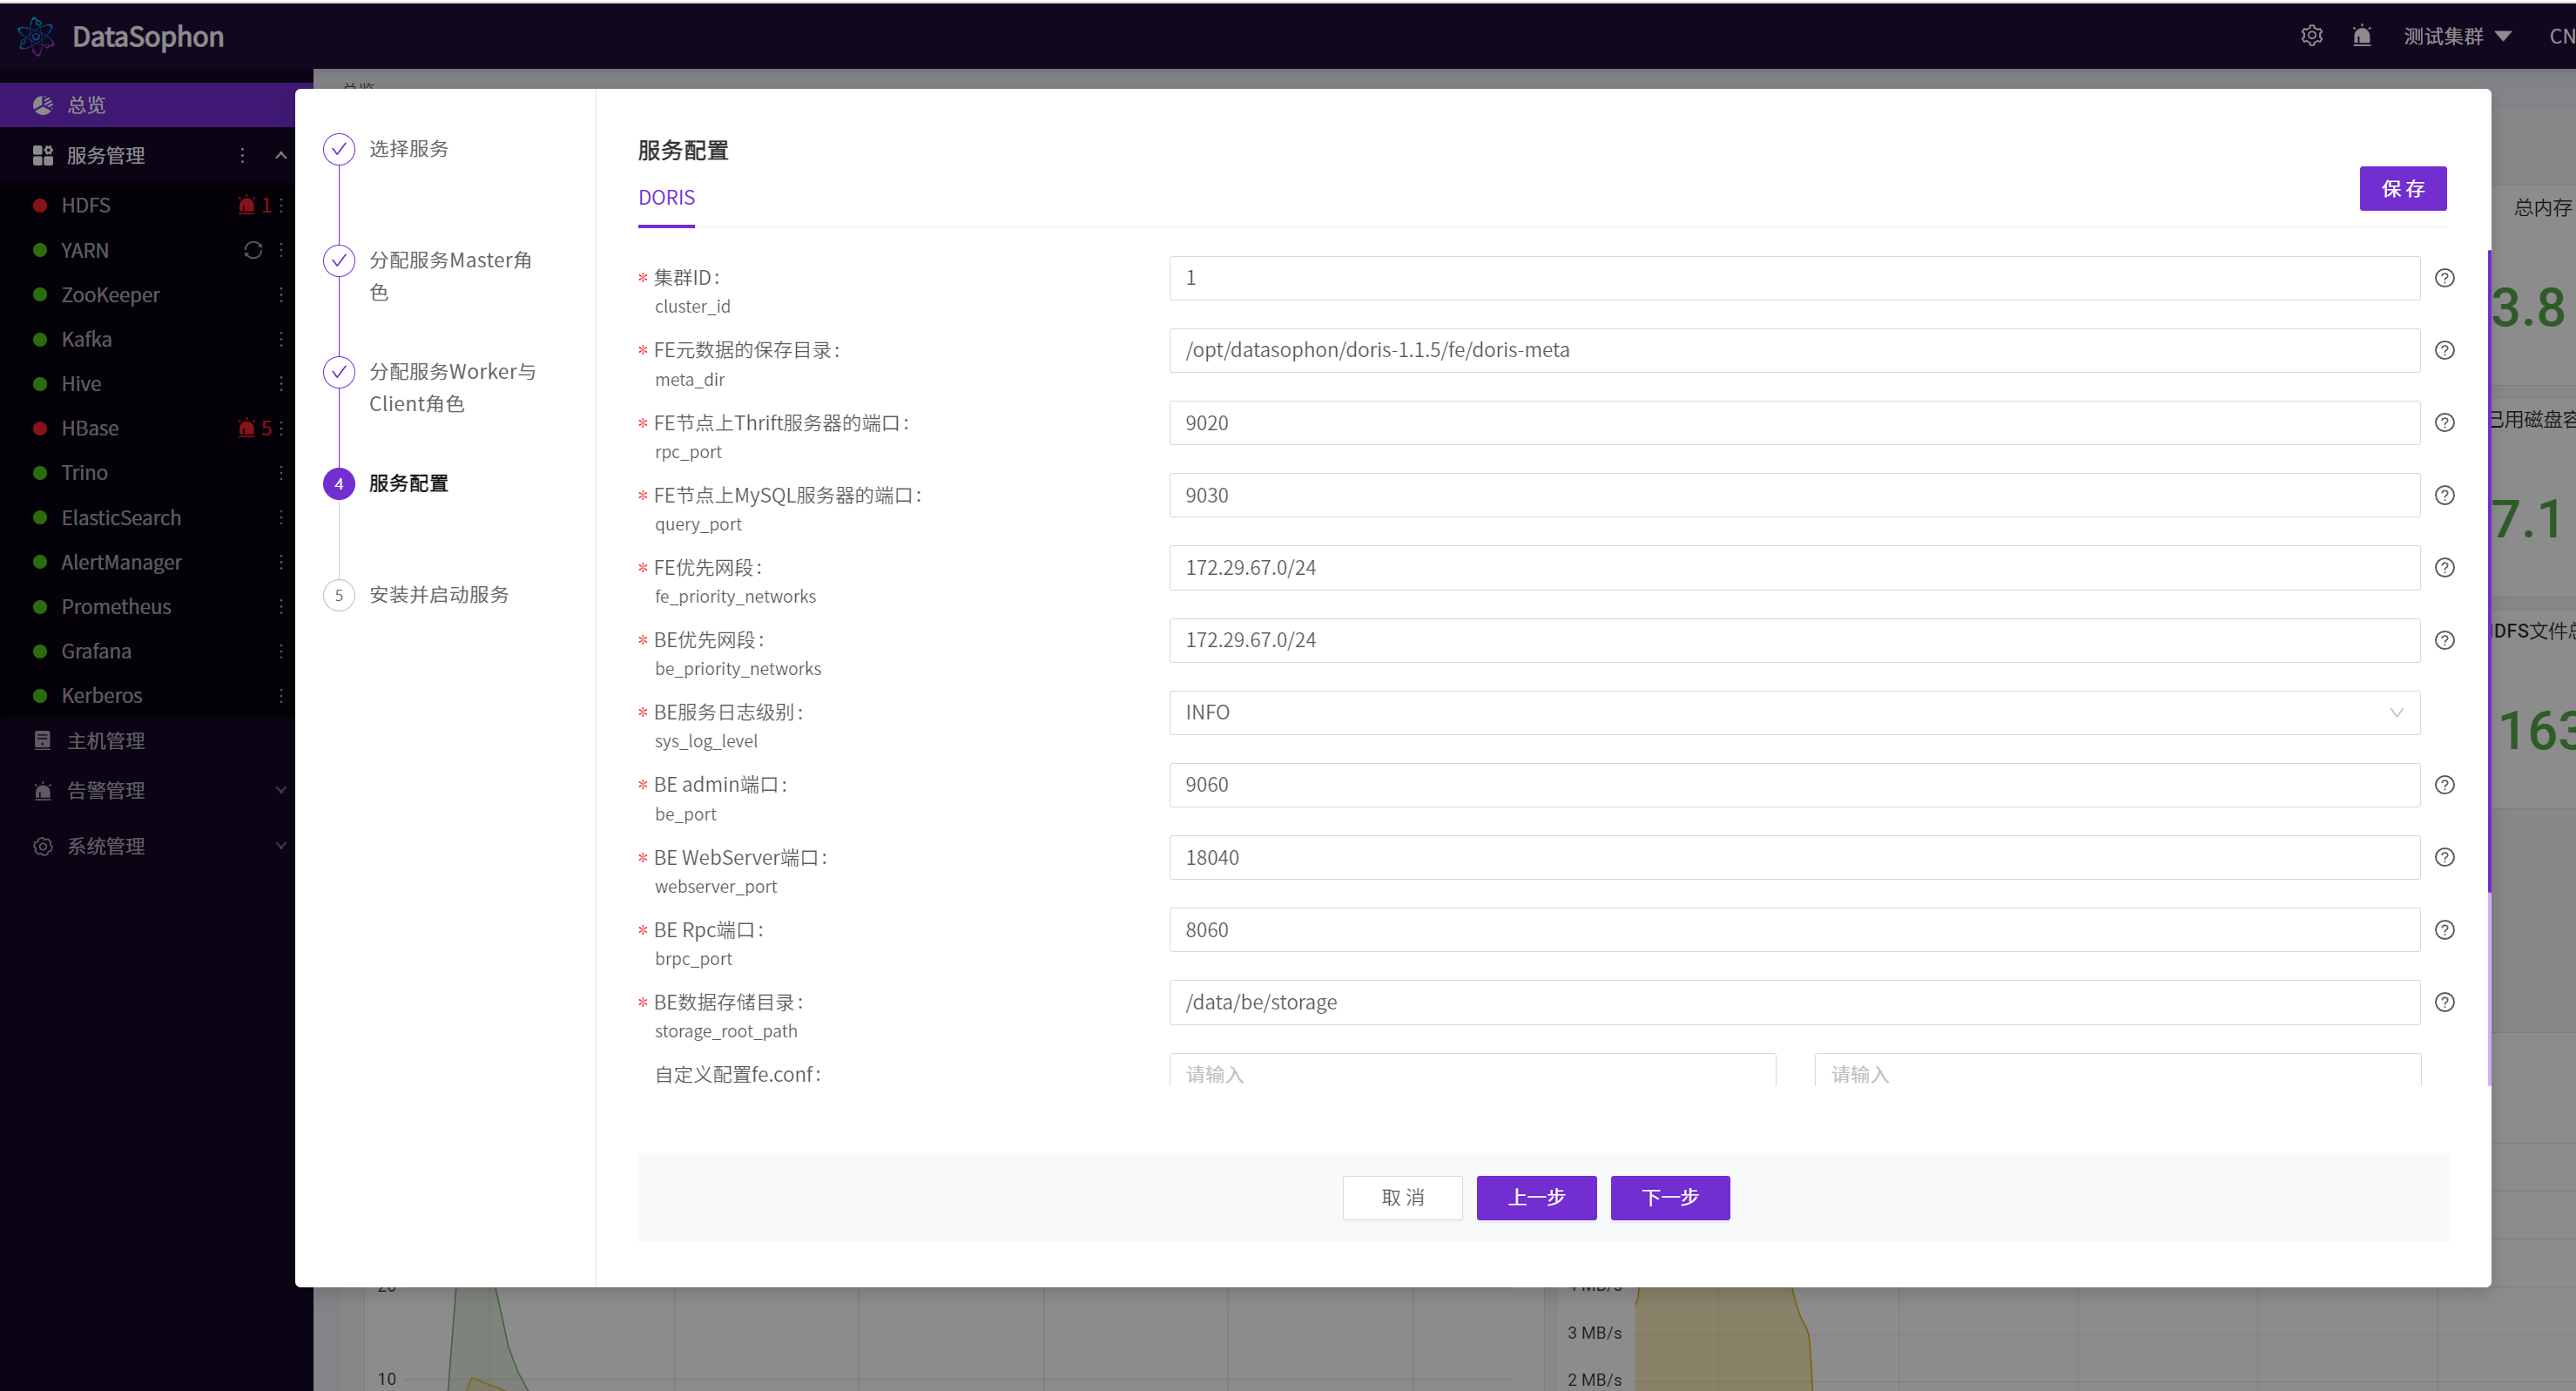 DataSophon
测试集群
CN
总览
服务管理
HDFS 1
YARN
ZooKeeper
Kafka
Hive
HBase 5
Trino
ElasticSearch
AlertManager
Prometheus
Grafana
Kerberos
主机管理
告警管理
系统管理
总览
选择服务
分配服务Master角
色
分配服务Worker与
Client角色
4 服务配置
5 安装并启动服务
服务配置
DORIS
保 存
* 集群ID:
cluster_id
1
* FE元数据的保存目录:
meta_dir
/opt/datasophon/doris-1.1.5/fe/doris-meta
* FE节点上Thrift服务器的端口:
rpc_port
9020
* FE节点上MySQL服务器的端口:
query_port
9030
* FE优先网段:
fe_priority_networks
172.29.67.0/24
* BE优先网段:
be_priority_networks
172.29.67.0/24
* BE服务日志级别:
sys_log_level
INFO
* BE admin端口:
be_port
9060
* BE WebServer端口:
webserver_port
18040
* BE Rpc端口:
brpc_port
8060
* BE数据存储目录:
storage_root_path
/data/be/storage
自定义配置fe.conf:
请输入
请输入
取 消
上一步
下一步
总内存
3.8
已用磁盘容
7.1
DFS文件总
163
20
10
3 MB/s
2 MB/s